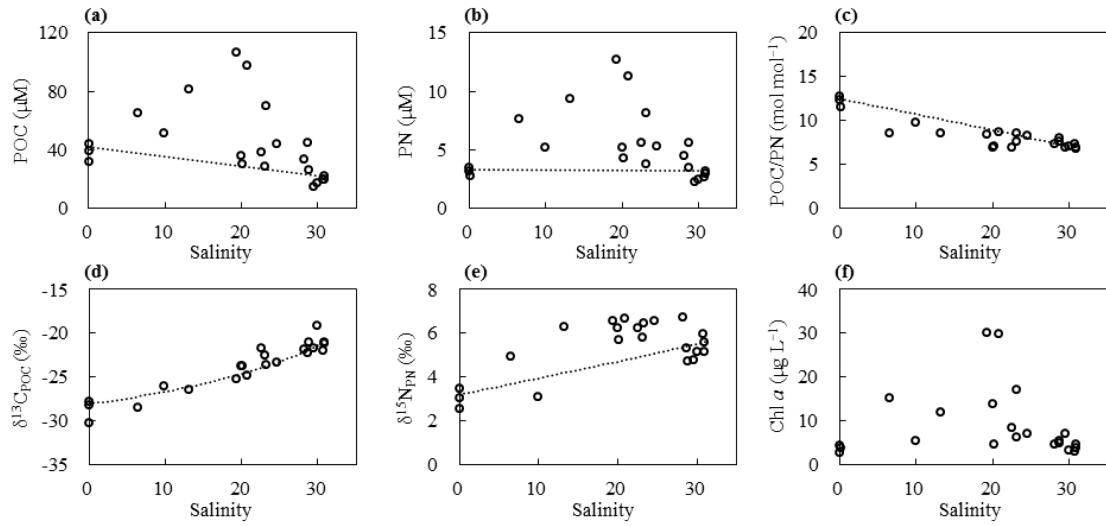 (a)
POC (µM)
120
80
40
0
0 10 20 30
Salinity
(b)
PN (µM)
15
10
5
0
0 10 20 30
Salinity
(c)
POC/PN (mol mol⁻¹)
20
15
10
5
0
0 10 20 30
Salinity
(d)
δ¹³C_POC (‰)
-15
-20
-25
-30
-35
0 10 20 30
Salinity
(e)
δ¹⁵N_PN (‰)
8
6
4
2
0
0 10 20 30
Salinity
(f)
Chl a (µg L⁻¹)
40
30
20
10
0
0 10 20 30
Salinity